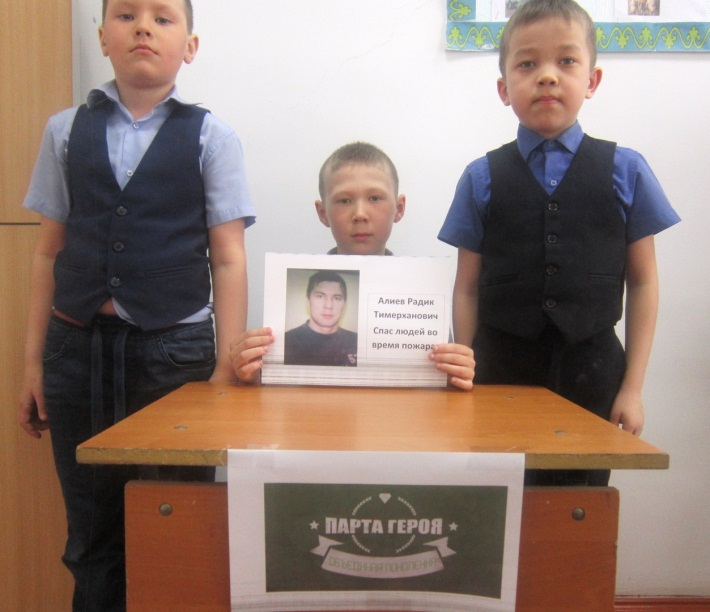 Алиев Радик
Тимерханович
Спас людей во
время пожара
ПАРТА ГЕРОЯ